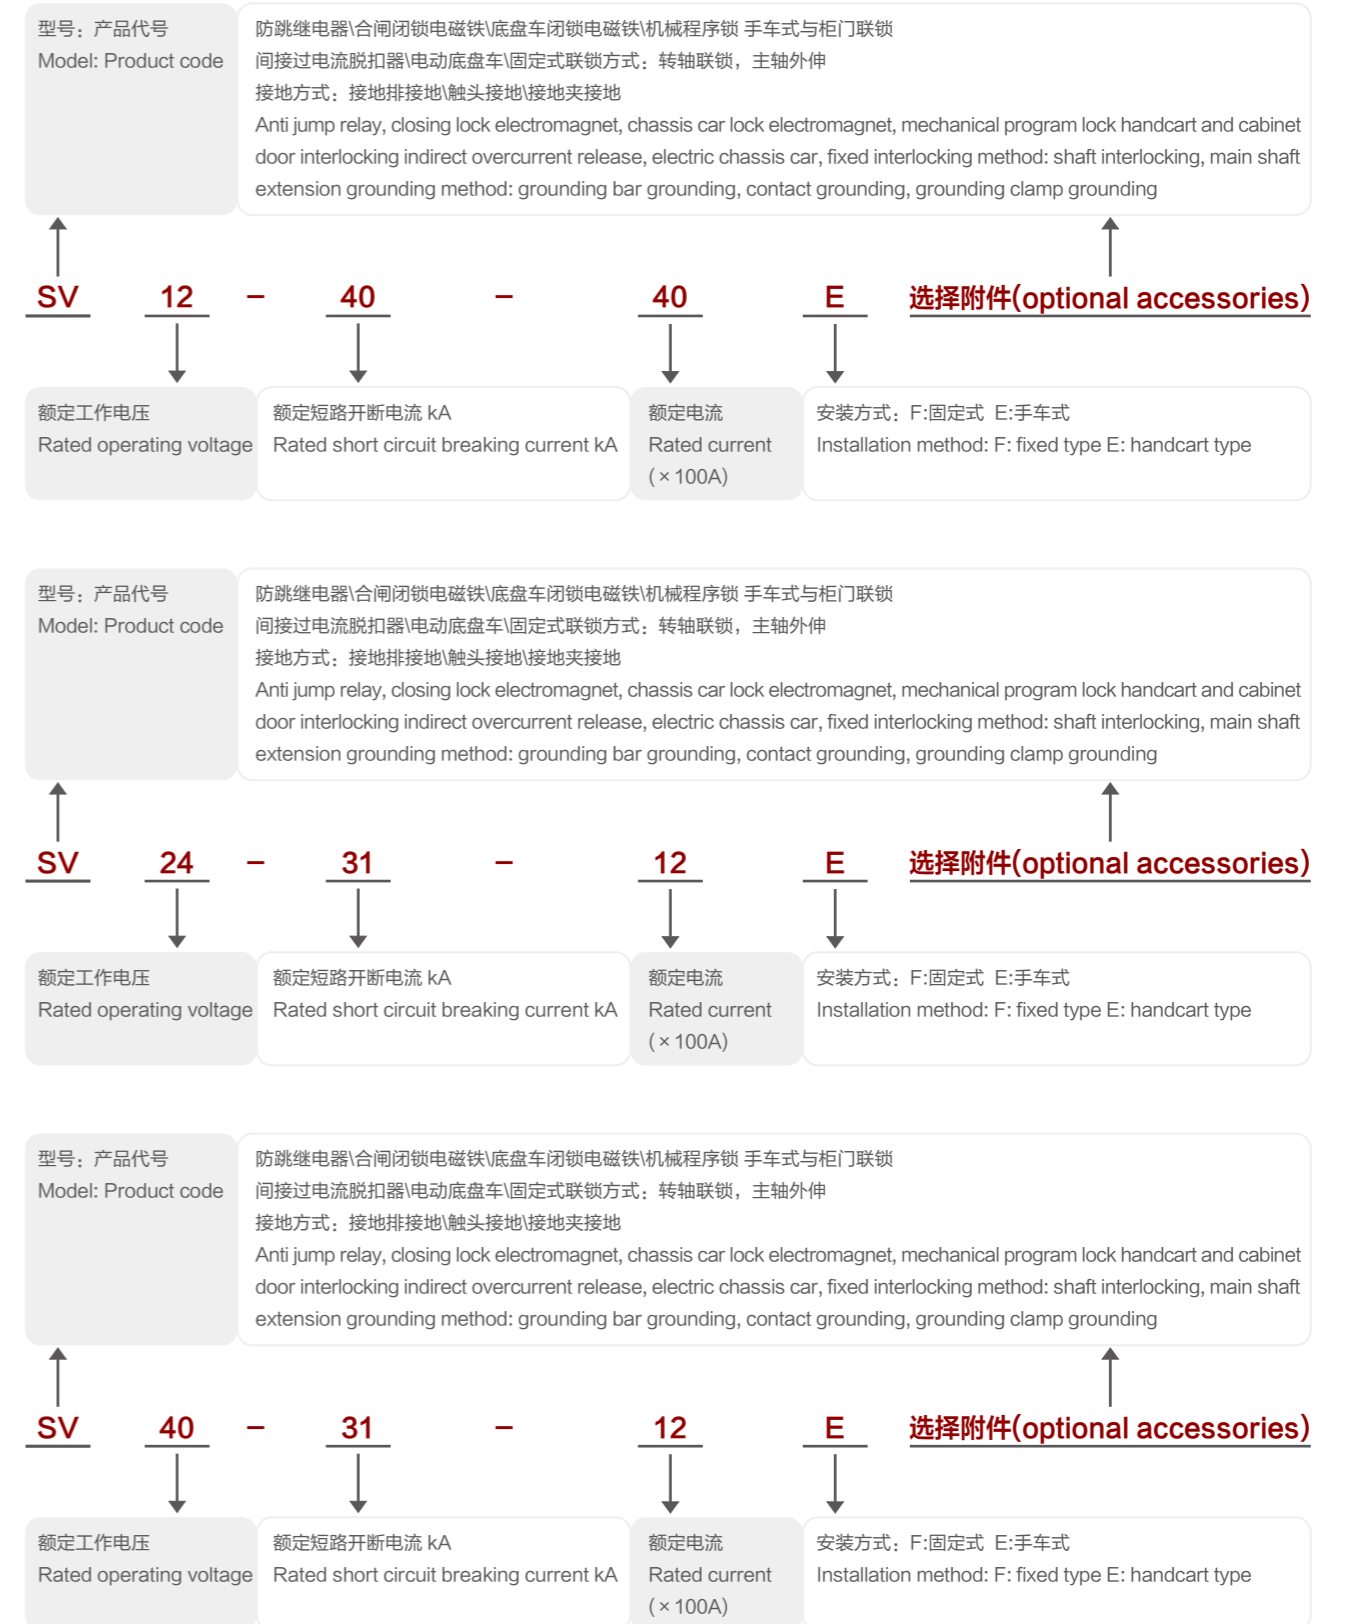 型号：产品代号
Model: Product code
防跳继电器\合闸闭锁电磁铁\底盘车闭锁电磁铁\机械程序锁 手车式与柜门联锁
间接过电流脱扣器\电动底盘车\固定式联锁方式：转轴联锁，主轴外伸
接地方式：接地排接地\触头接地\接地夹接地
Anti jump relay, closing lock electromagnet, chassis car lock electromagnet, mechanical program lock handcart and cabinet
door interlocking indirect overcurrent release, electric chassis car, fixed interlocking method: shaft interlocking, main shaft
extension grounding method: grounding bar grounding, contact grounding, grounding clamp grounding
SV 12 – 40 – 40 E 选择附件(optional accessories)
额定工作电压
Rated operating voltage
额定短路开断电流 kA
Rated short circuit breaking current kA
额定电流
Rated current
(×100A)
安装方式：F:固定式 E:手车式
Installation method: F: fixed type E: handcart type
型号：产品代号
Model: Product code
防跳继电器\合闸闭锁电磁铁\底盘车闭锁电磁铁\机械程序锁 手车式与柜门联锁
间接过电流脱扣器\电动底盘车\固定式联锁方式：转轴联锁，主轴外伸
接地方式：接地排接地\触头接地\接地夹接地
Anti jump relay, closing lock electromagnet, chassis car lock electromagnet, mechanical program lock handcart and cabinet
door interlocking indirect overcurrent release, electric chassis car, fixed interlocking method: shaft interlocking, main shaft
extension grounding method: grounding bar grounding, contact grounding, grounding clamp grounding
SV 24 – 31 – 12 E 选择附件(optional accessories)
额定工作电压
Rated operating voltage
额定短路开断电流 kA
Rated short circuit breaking current kA
额定电流
Rated current
(×100A)
安装方式：F:固定式 E:手车式
Installation method: F: fixed type E: handcart type
型号：产品代号
Model: Product code
防跳继电器\合闸闭锁电磁铁\底盘车闭锁电磁铁\机械程序锁 手车式与柜门联锁
间接过电流脱扣器\电动底盘车\固定式联锁方式：转轴联锁，主轴外伸
接地方式：接地排接地\触头接地\接地夹接地
Anti jump relay, closing lock electromagnet, chassis car lock electromagnet, mechanical program lock handcart and cabinet
door interlocking indirect overcurrent release, electric chassis car, fixed interlocking method: shaft interlocking, main shaft
extension grounding method: grounding bar grounding, contact grounding, grounding clamp grounding
SV 40 – 31 – 12 E 选择附件(optional accessories)
额定工作电压
Rated operating voltage
额定短路开断电流 kA
Rated short circuit breaking current kA
额定电流
Rated current
(×100A)
安装方式：F:固定式 E:手车式
Installation method: F: fixed type E: handcart type